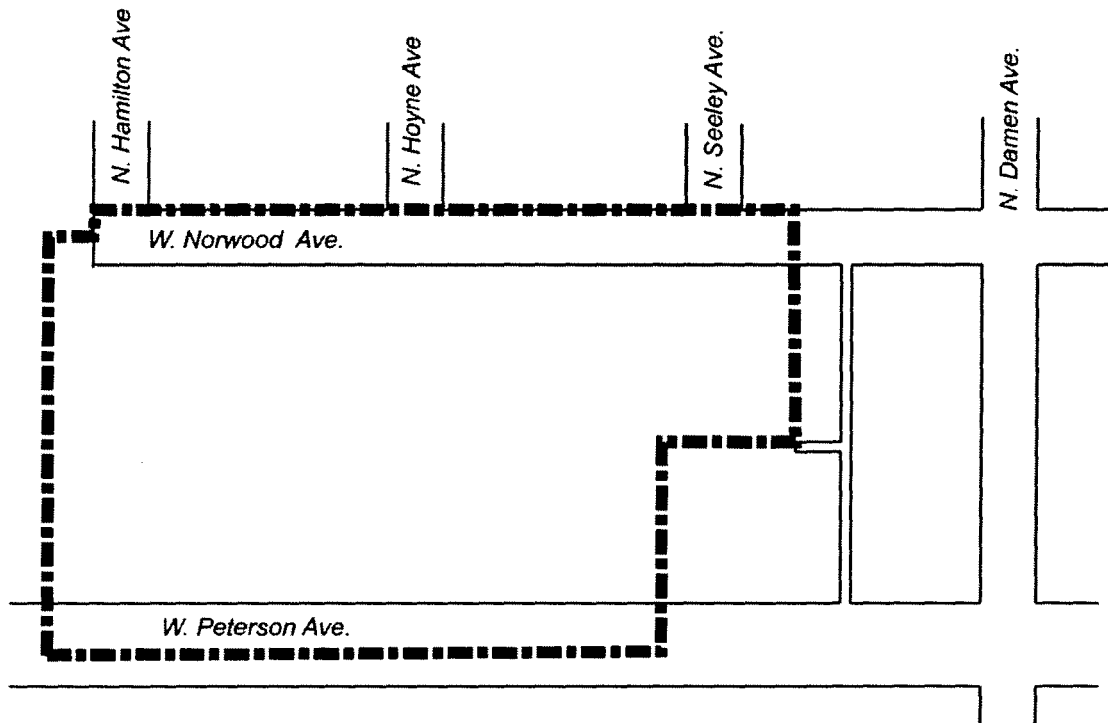 N. Hamilton Ave
N. Hoyne Ave
N. Seeley Ave.
N. Damen Ave.
W. Norwood Ave.
W. Peterson Ave.